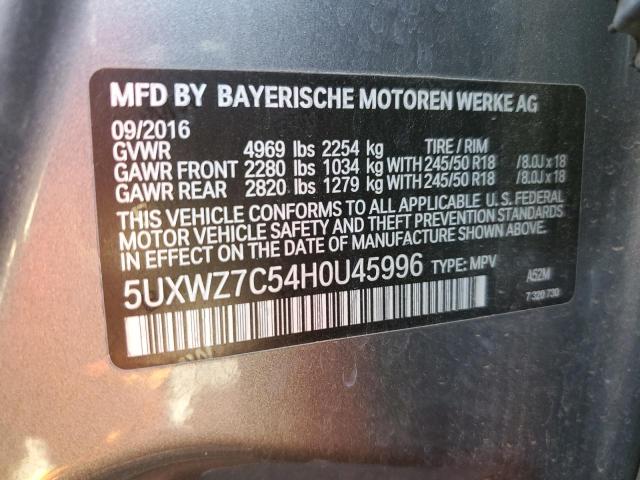 MFD BY BAYERISCHE MOTOREN WERKE AG
09/2016
GVWR 4969 lbs 2254 kg TIRE / RIM
GAWR FRONT 2280 lbs 1034 kg WITH 245/50 R18 /8.0J x 18
GAWR REAR 2820 lbs 1279 kg WITH 245/50 R18 /8.0J x 18
THIS VEHICLE CONFORMS TO ALL APPLICABLE U.S. FEDERAL
MOTOR VEHICLE SAFETY AND THEFT PREVENTION STANDARDS
IN EFFECT ON THE DATE OF MANUFACTURE SHOWN ABOVE.
5UXWZ7C54H0U45996 TYPE: MPV A52M
7 320 730